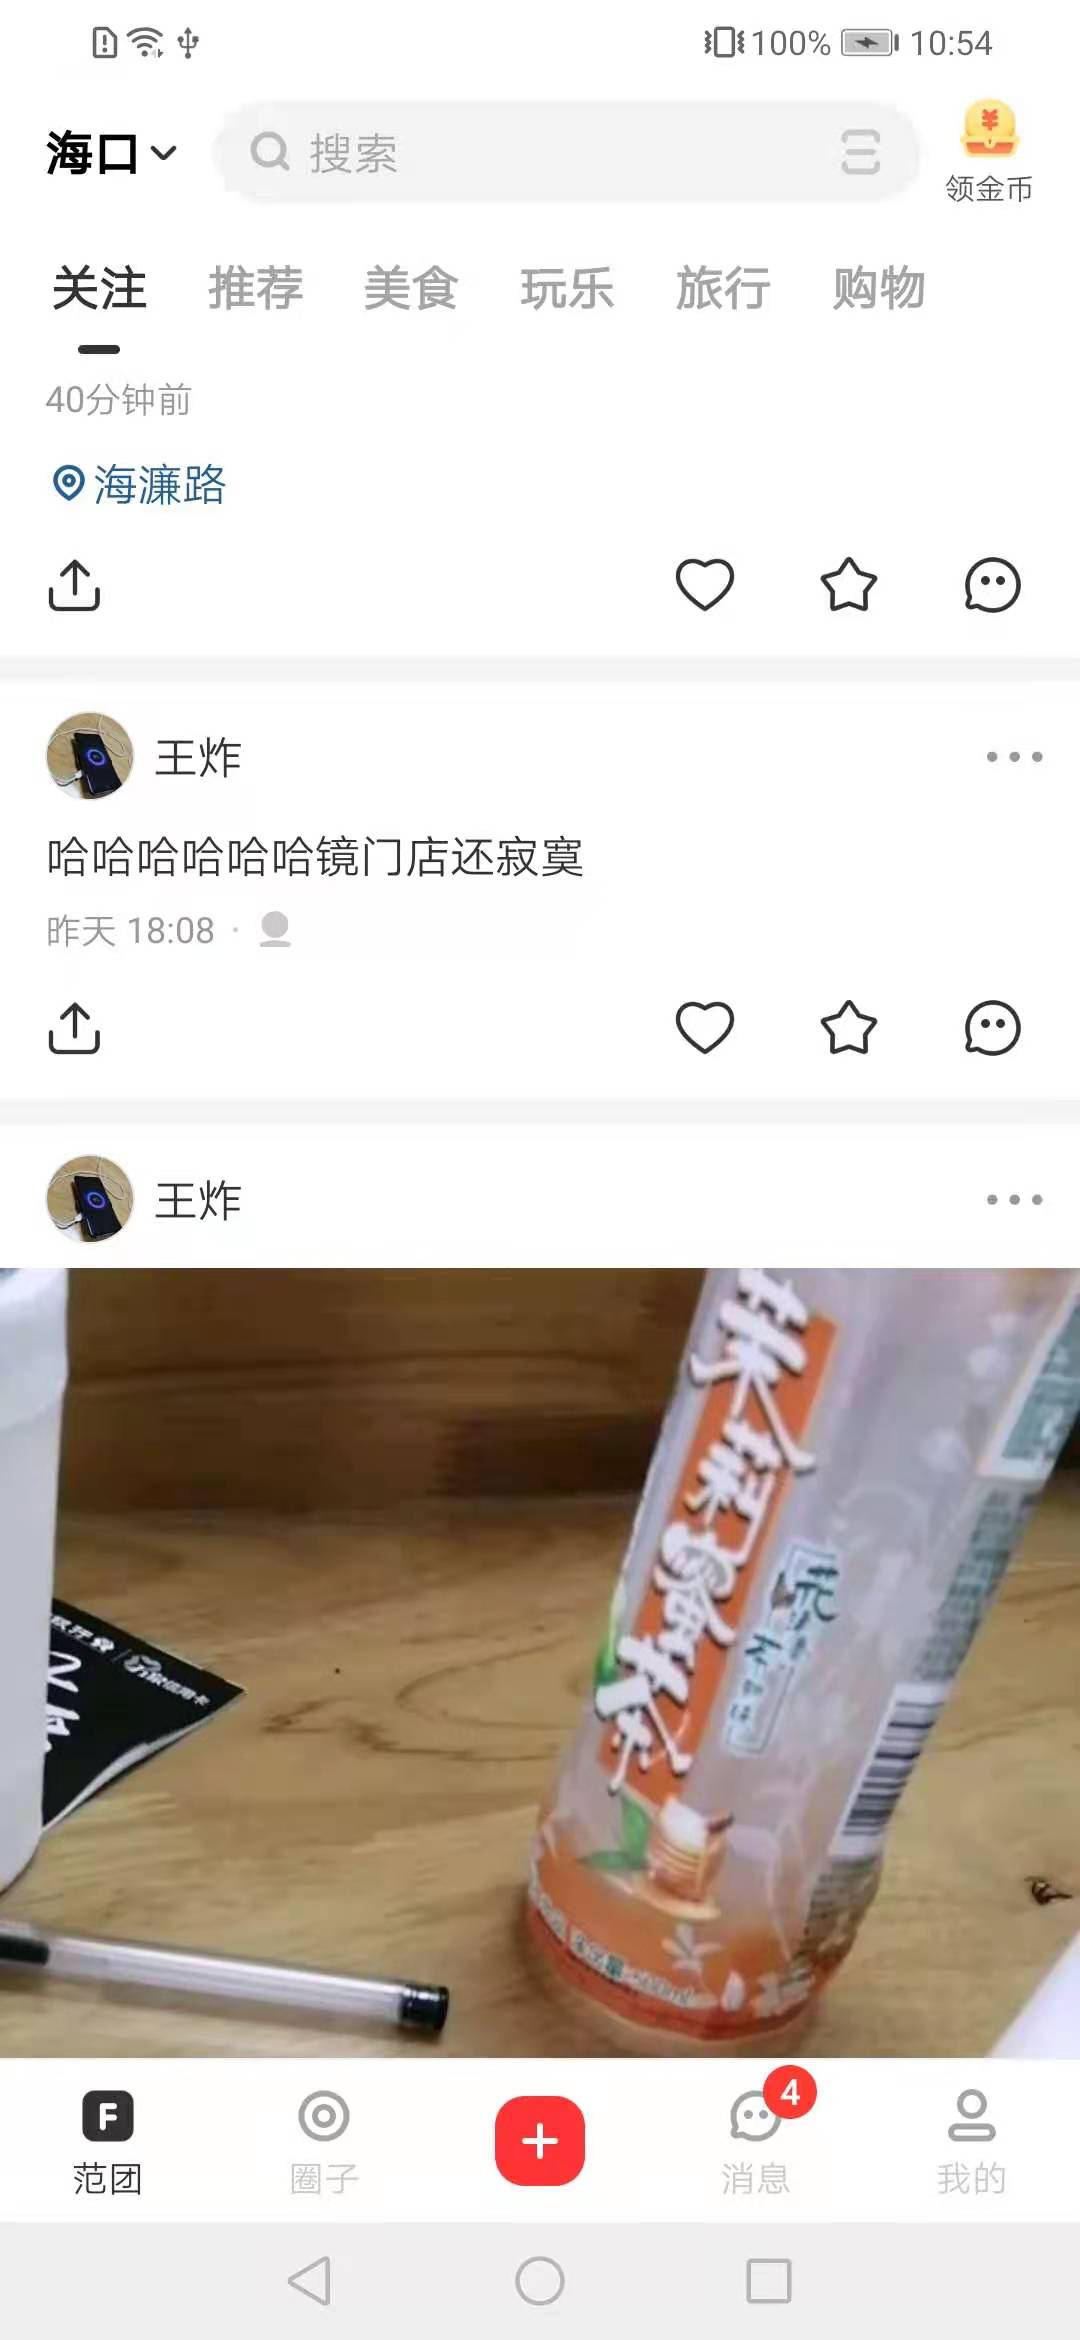 100% 10:54
海口 搜索 领金币
关注 推荐 美食 玩乐 旅行 购物
40分钟前
海濂路
王炸
哈哈哈哈哈哈镜门店还寂寞
昨天 18:08
王炸
茶
信用卡
F 4
范团 圈子 消息 我的